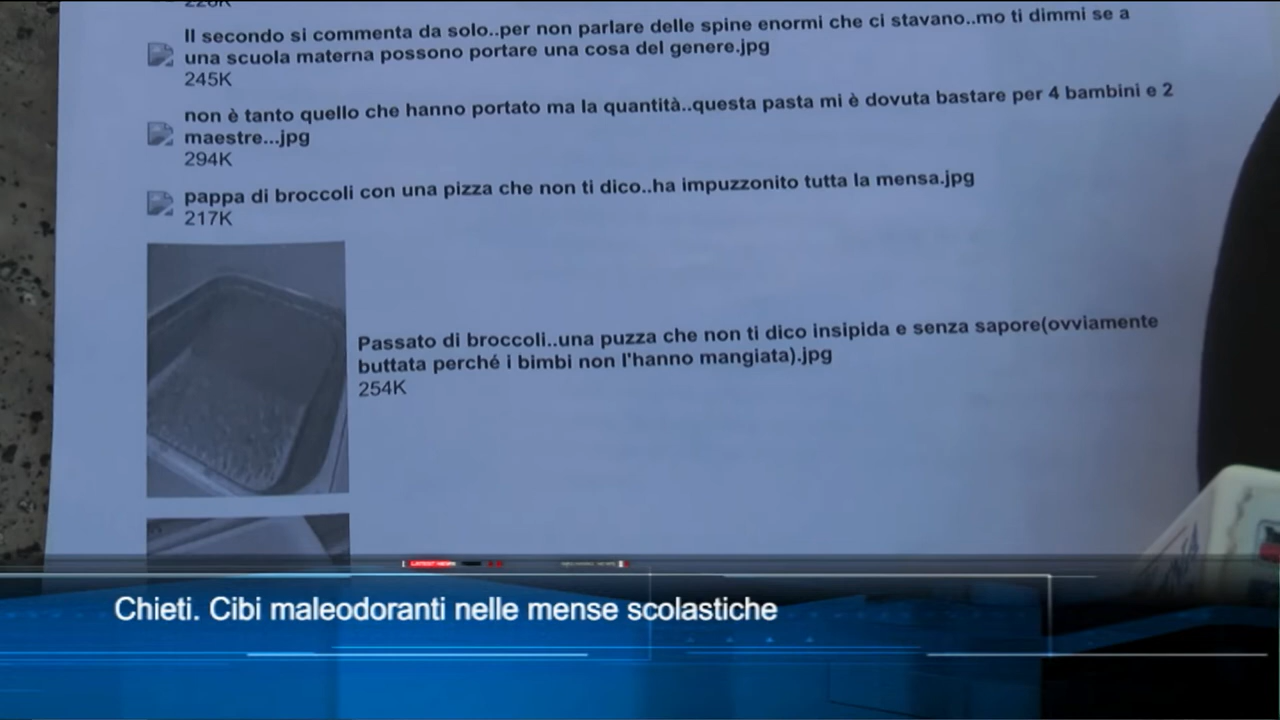 228K
Il secondo si commenta da solo..per non parlare delle spine enormi che ci stavano..mo ti dimmi se a
una scuola materna possono portare una cosa del genere.jpg
245K
non è tanto quello che hanno portato ma la quantità..questa pasta mi è dovuta bastare per 4 bambini e 2
maestre...jpg
294K
pappa di broccoli con una pizza che non ti dico..ha impuzzonito tutta la mensa.jpg
217K
Passato di broccoli..una puzza che non ti dico insipida e senza sapore(ovviamente
buttata perché i bimbi non l'hanno mangiata).jpg
254K
LATEST NEWS
Chieti. Cibi maleodoranti nelle mense scolastiche